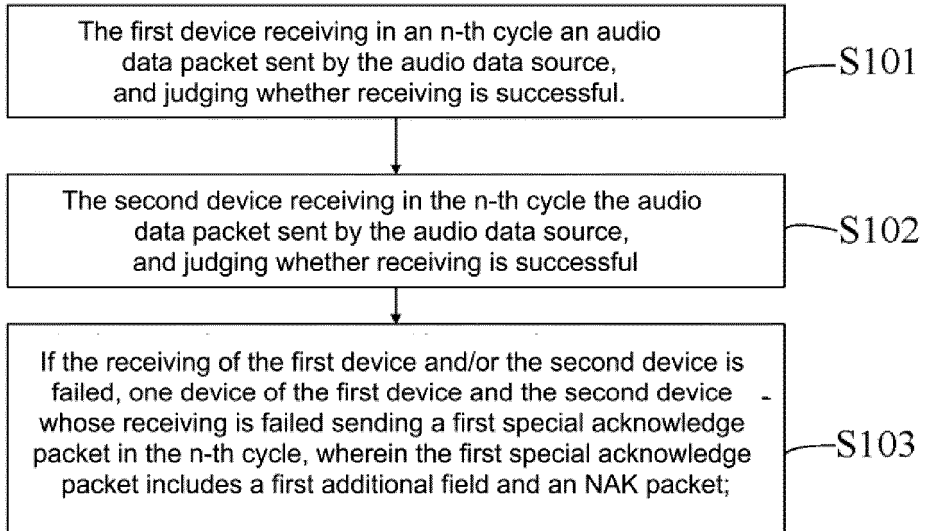 The first device receiving in an n-th cycle an audio
data packet sent by the audio data source,
and judging whether receiving is successful.
S101
The second device receiving in the n-th cycle the audio
data packet sent by the audio data source,
and judging whether receiving is successful
S102
If the receiving of the first device and/or the second device is
failed, one device of the first device and the second device
whose receiving is failed sending a first special acknowledge
packet in the n-th cycle, wherein the first special acknowledge
packet includes a first additional field and an NAK packet;
S103